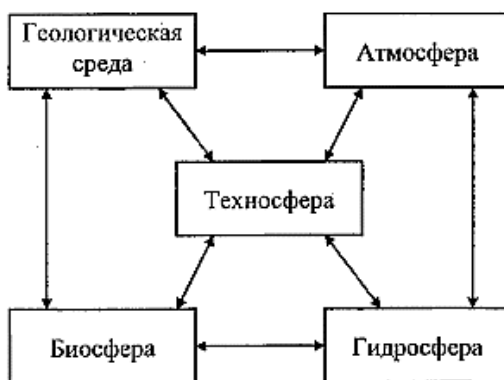 Геологическая
среда
Атмосфера
Техносфера
Биосфера
Гидросфера